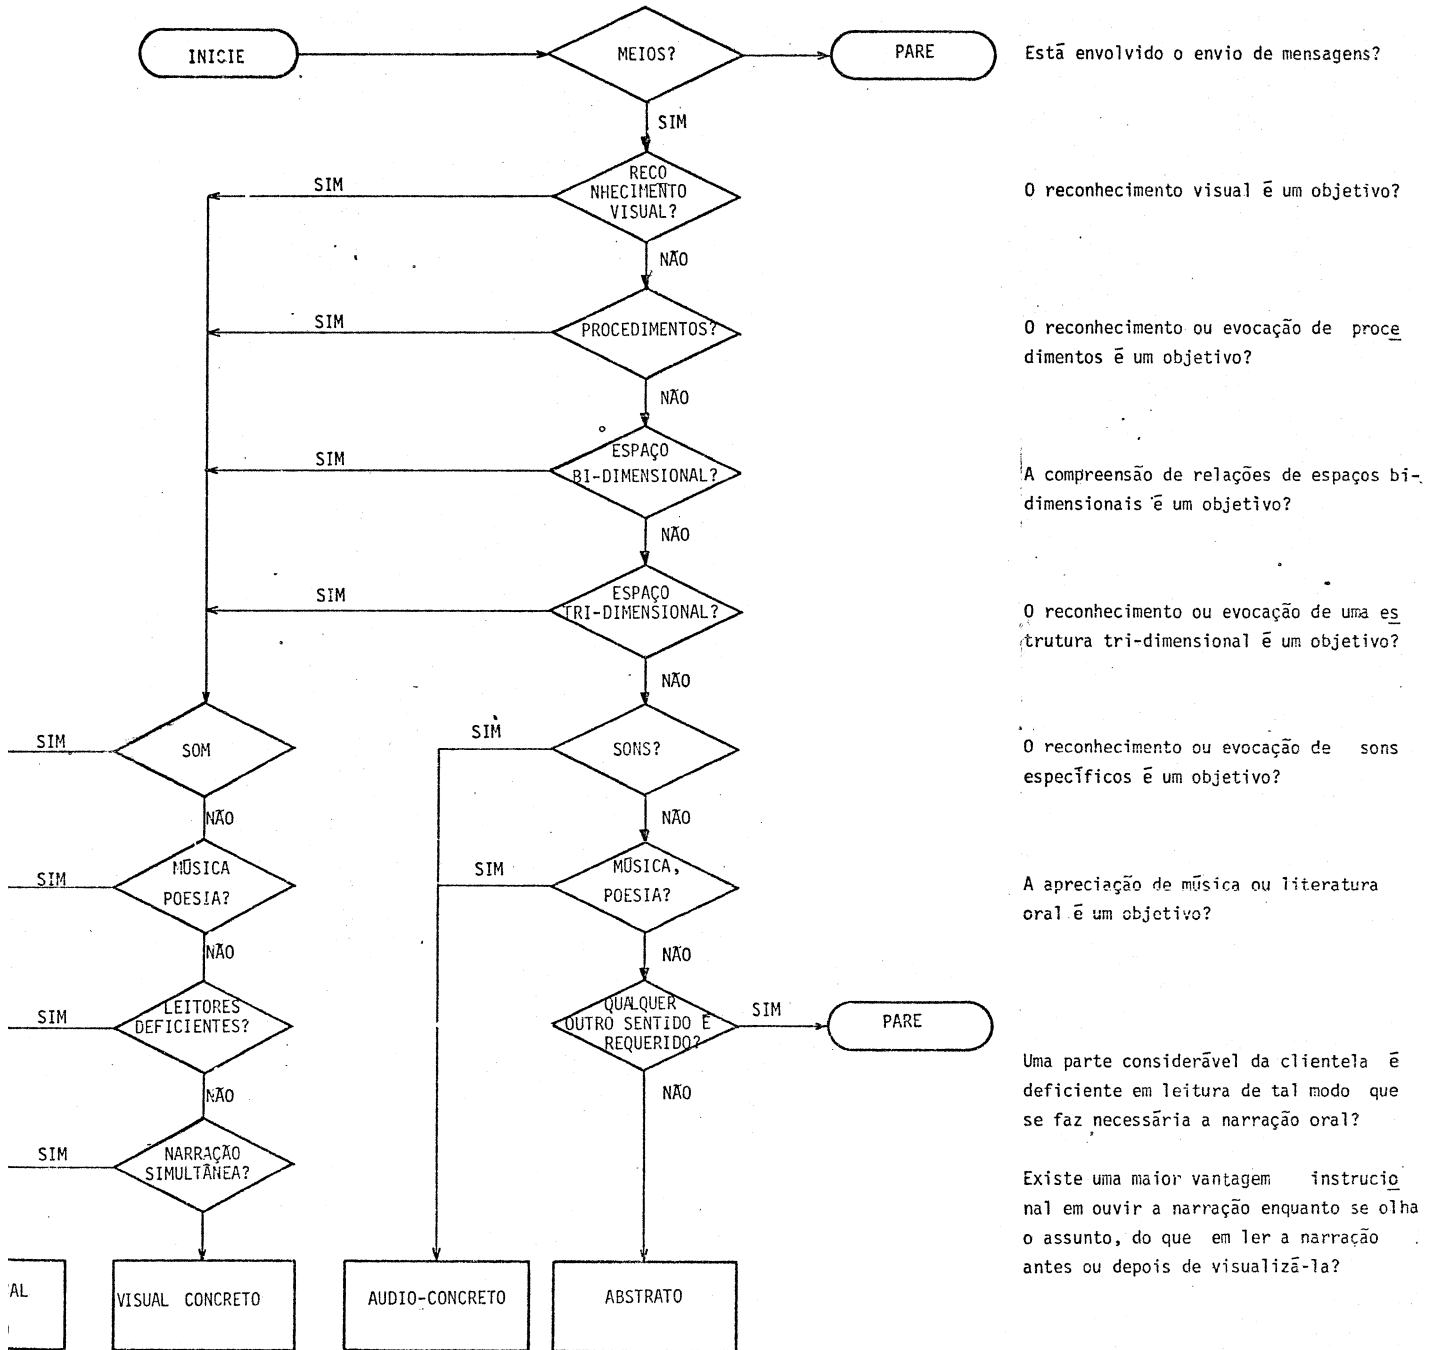 INICIE
MEIOS?
PARE
Está envolvido o envio de mensagens?
SIM
SIM
RECO
NHECIMENTO
VISUAL?
O reconhecimento visual é um objetivo?
NÃO
SIM
PROCEDIMENTOS?
O reconhecimento ou evocação de proce
dimentos é um objetivo?
NÃO
SIM
ESPAÇO
BI-DIMENSIONAL?
A compreensão de relações de espaços bi-
dimensionais é um objetivo?
NÃO
SIM
ESPAÇO
TRI-DIMENSIONAL?
O reconhecimento ou evocação de uma es
trutura tri-dimensional é um objetivo?
NÃO
SIM
SOM
SIM
SONS?
O reconhecimento ou evocação de sons
específicos é um objetivo?
NÃO
NÃO
SIM
MÚSICA
POESIA?
SIM
MÚSICA,
POESIA?
A apreciação de música ou literatura
oral é um objetivo?
NÃO
NÃO
SIM
LEITORES
DEFICIENTES?
QUALQUER
OUTRO SENTIDO É
REQUERIDO?
SIM
PARE
Uma parte considerável da clientela é
deficiente em leitura de tal modo que
se faz necessária a narração oral?
NÃO
NÃO
SIM
NARRAÇÃO
SIMULTÂNEA?
Existe uma maior vantagem instrucio
nal em ouvir a narração enquanto se olha
o assunto, do que em ler a narração
antes ou depois de visualizá-la?
AL
VISUAL CONCRETO
AUDIO-CONCRETO
ABSTRATO